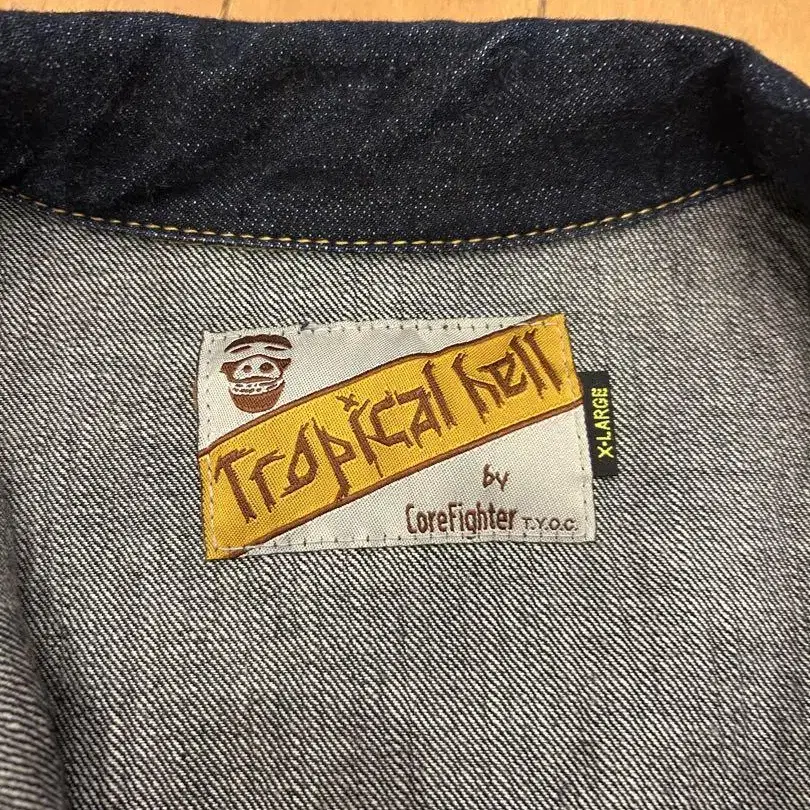 Tropical hell
by
CoreFighter T.Y.O.C.
X-LARGE